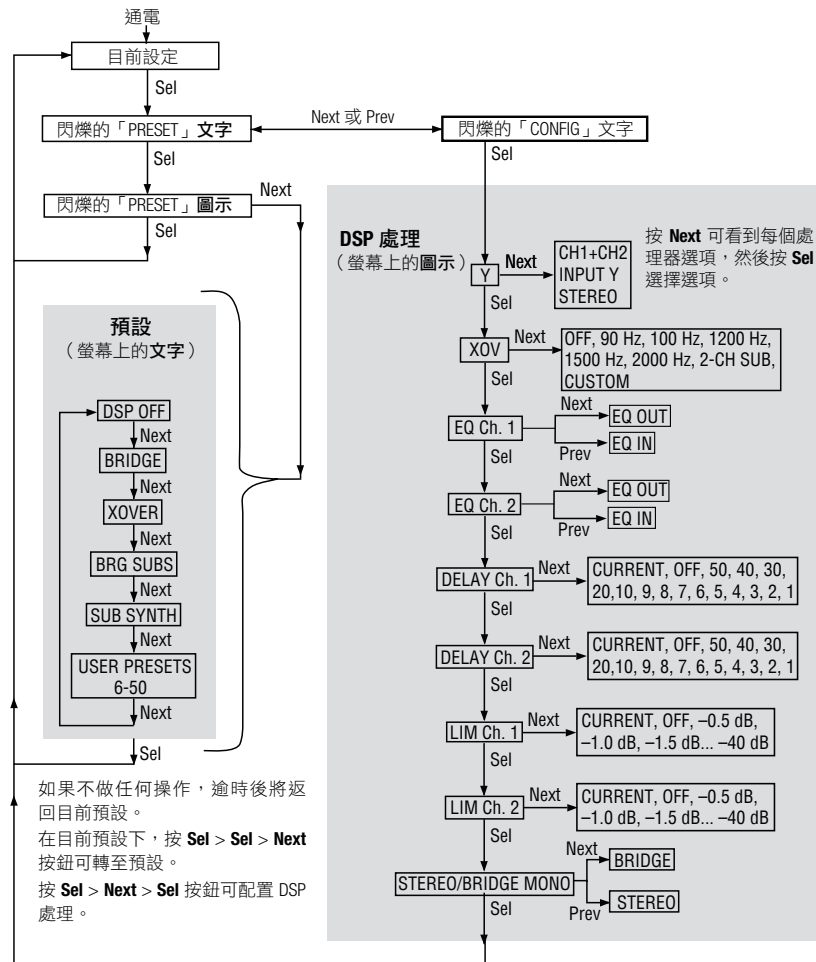 通電
目前設定
Sel
閃爍的「PRESET」文字
Next 或 Prev
閃爍的「CONFIG」文字
Sel
Sel
閃爍的「PRESET」圖示
Next
Sel
預設
（螢幕上的文字）
DSP OFF
Next
BRIDGE
Next
XOVER
Next
BRG SUBS
Next
SUB SYNTH
Next
USER PRESETS
6-50
Next
Sel
如果不做任何操作，逾時後將返
回目前預設。
在目前預設下，按 Sel > Sel > Next
按鈕可轉至預設。
按 Sel > Next > Sel 按鈕可配置 DSP
處理。
DSP 處理
（螢幕上的圖示）
Y
Next
CH1+CH2
INPUT Y
STEREO
按 Next 可看到每個處
理器選項，然後按 Sel
選擇選項。
Sel
XOV
Next
OFF, 90 Hz, 100 Hz, 1200 Hz,
1500 Hz, 2000 Hz, 2-CH SUB,
CUSTOM
Sel
EQ Ch. 1
Next
EQ OUT
Prev
EQ IN
Sel
EQ Ch. 2
Next
EQ OUT
Prev
EQ IN
Sel
DELAY Ch. 1
Next
CURRENT, OFF, 50, 40, 30,
20,10, 9, 8, 7, 6, 5, 4, 3, 2, 1
Sel
DELAY Ch. 2
Next
CURRENT, OFF, 50, 40, 30,
20,10, 9, 8, 7, 6, 5, 4, 3, 2, 1
Sel
LIM Ch. 1
Next
CURRENT, OFF, –0.5 dB,
–1.0 dB, –1.5 dB... –40 dB
Sel
LIM Ch. 2
Next
CURRENT, OFF, –0.5 dB,
–1.0 dB, –1.5 dB... –40 dB
Sel
STEREO/BRIDGE MONO
Next
BRIDGE
Prev
STEREO
Sel